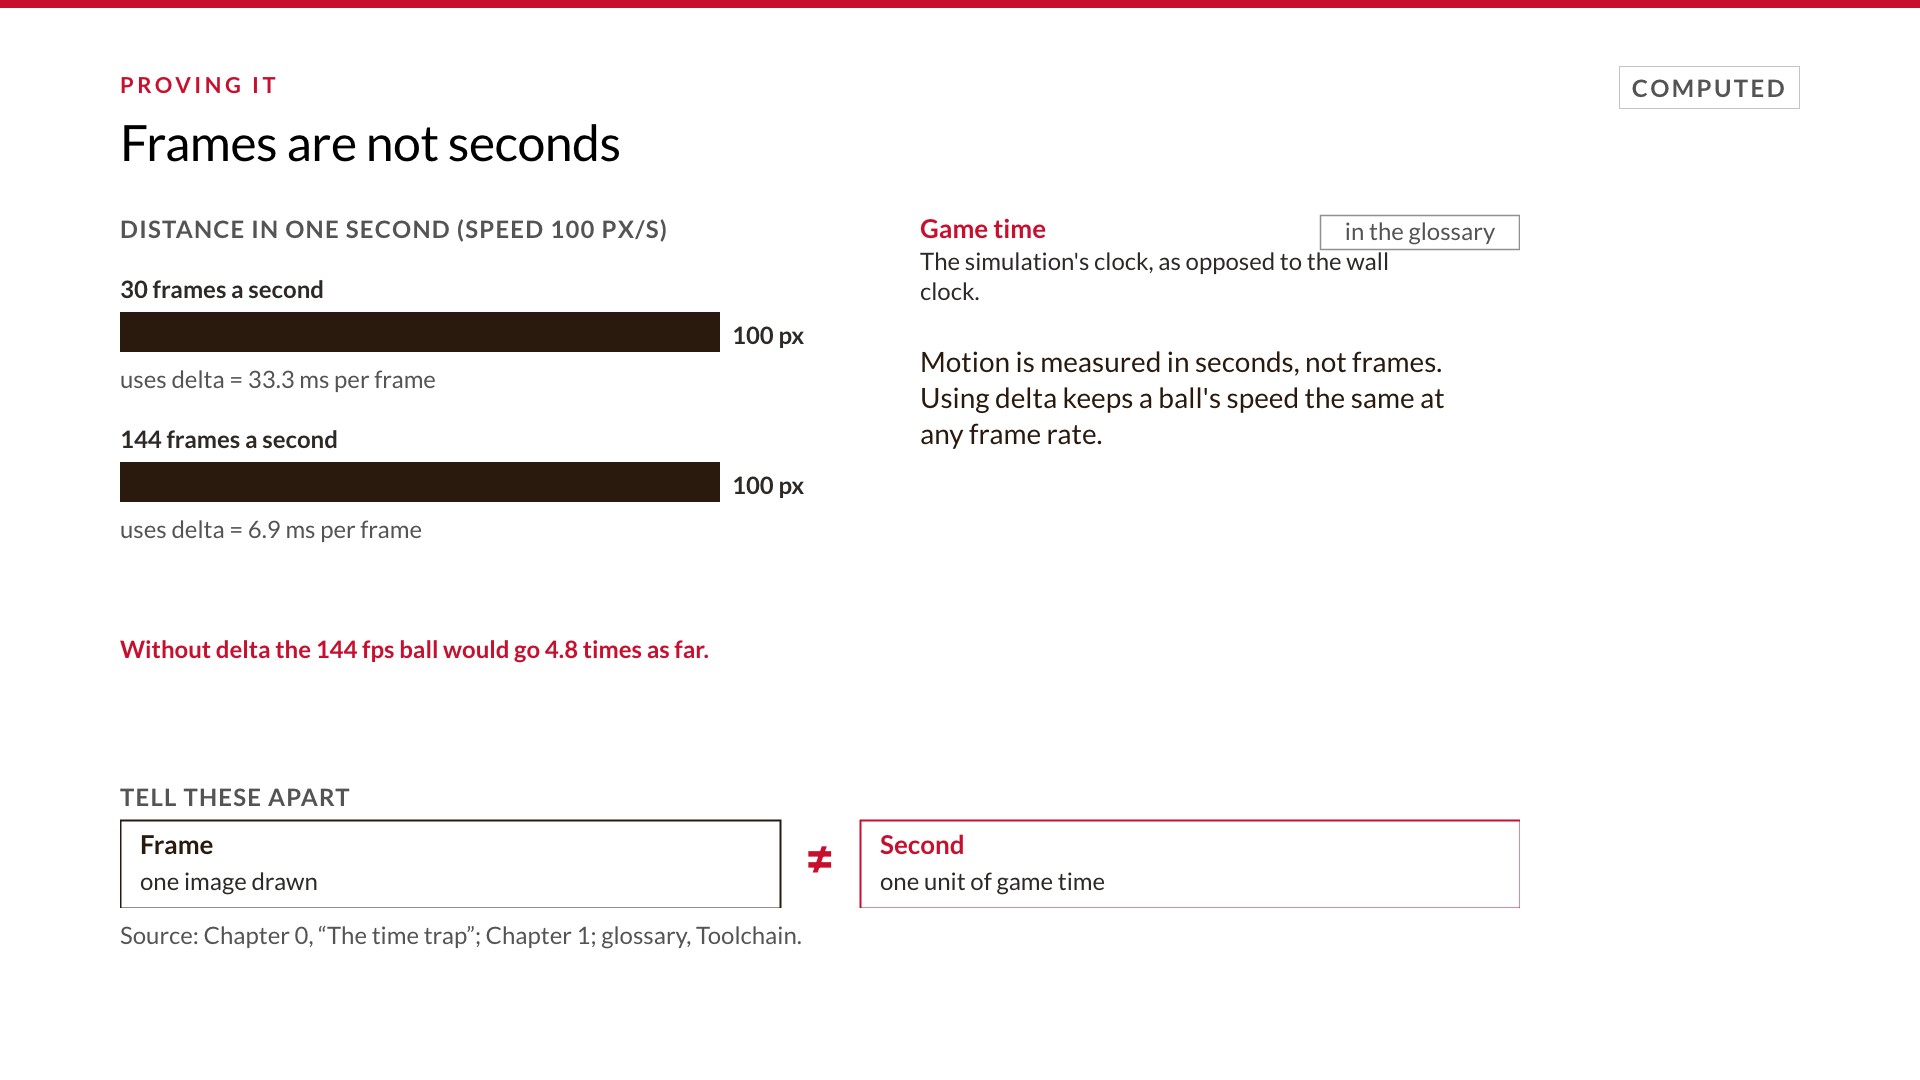 PROVING IT
COMPUTED
Frames are not seconds
DISTANCE IN ONE SECOND (SPEED 100 PX/S)
30 frames a second
100 px
uses delta = 33.3 ms per frame
144 frames a second
100 px
uses delta = 6.9 ms per frame
Without delta the 144 fps ball would go 4.8 times as far.
Game time
in the glossary
The simulation's clock, as opposed to the wall
clock.
Motion is measured in seconds, not frames.
Using delta keeps a ball's speed the same at
any frame rate.
TELL THESE APART
Frame
one image drawn
≠
Second
one unit of game time
Source: Chapter 0, “The time trap”; Chapter 1; glossary, Toolchain.